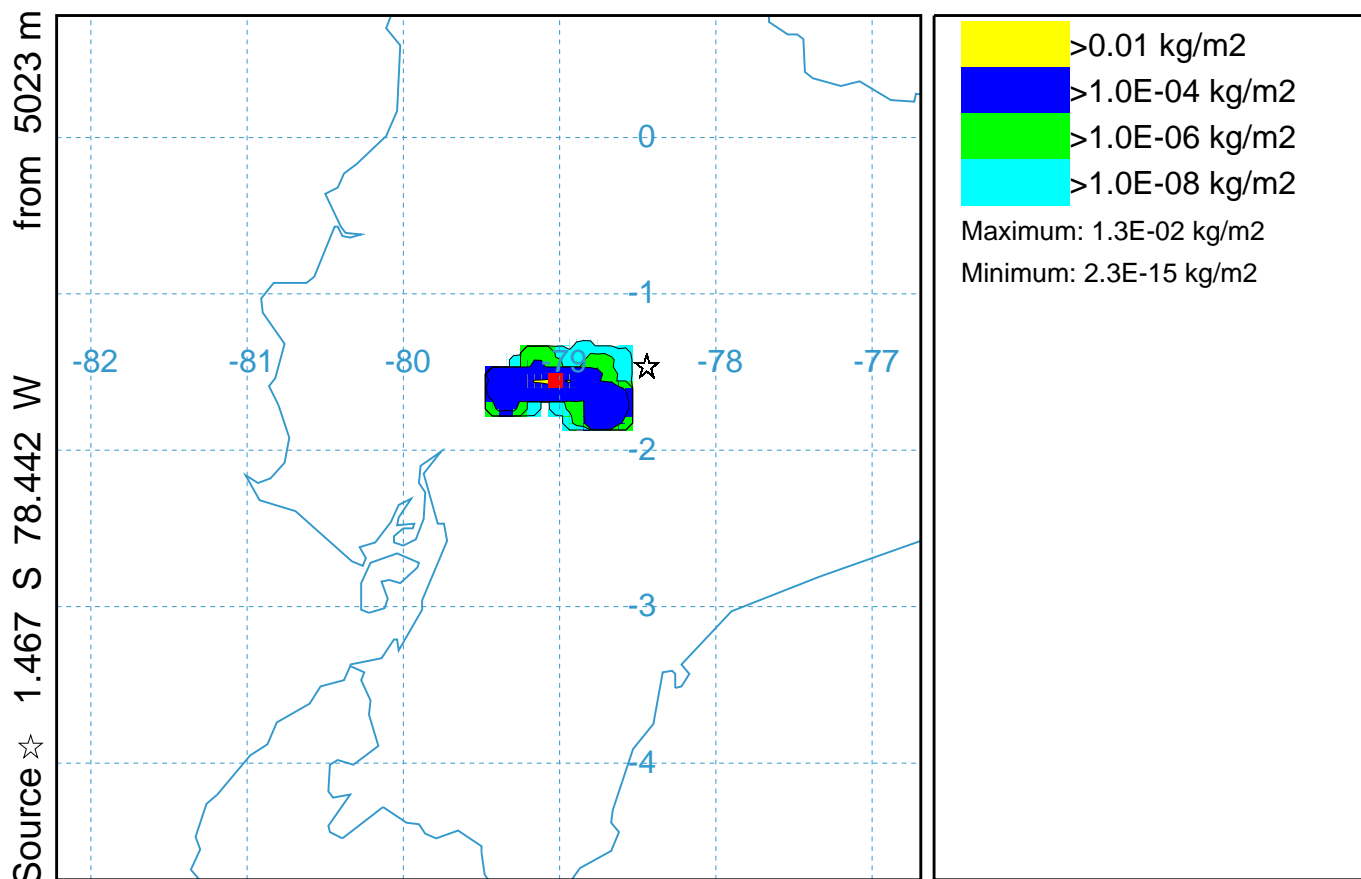 Source ☆ 1.467 S 78.442 W from 5023 m
>0.01 kg/m2
>1.0E-04 kg/m2
>1.0E-06 kg/m2
>1.0E-08 kg/m2
Maximum: 1.3E-02 kg/m2
Minimum: 2.3E-15 kg/m2
0
-1
-82 -81 -80 -79 -78 -77
-2
-3
-4